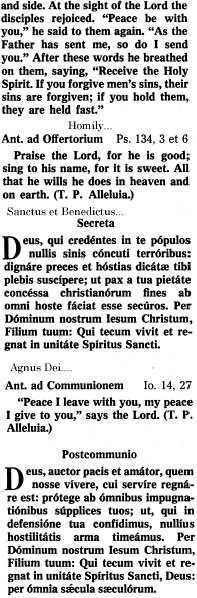 and side. At the sight of the Lord the
disciples rejoiced. “Peace be with
you,” he said to them again. “As the
Father has sent me, so do I send
you.” After these words he breathed
on them, saying, “Receive the Holy
Spirit. If you forgive men's sins, their
sins are forgiven; if you hold them,
they are held fast.”
Homily...
Ant. ad Offertorium Ps. 134, 3 et 6
Praise the Lord, for he is good;
sing to his name, for it is sweet. All
that he wills he does in heaven and
on earth. (T. P. Alleluia.)
Sanctus et Benedictus...
Secreta
Deus, qui credéntes in te pópulos
nullis sinis cóncuti terróribus:
dignáre preces et hóstias dicátæ tibi
plebis suscípere; ut pax a tua pietáte
concéssa christianórum fines ab
omni hoste fáciat esse secúros. Per
Dóminum nostrum Iesum Christum,
Fílium tuum: Qui tecum vivit et re-
gnat in unitáte Spíritus Sancti.
Agnus Dei....
Ant. ad Communionem Io. 14, 27
“Peace I leave with you, my peace
I give to you,” says the Lord. (T. P.
Alleluia.)
Postcommunio
Deus, auctor pacis et amátor, quem
nosse vívere, cui servíre regná-
re est: prótege ab ómnibus impugna-
tiónibus súpplices tuos; ut, qui in
defensióne tua confídimus, nullíus
hostilitátis arma timeámus. Per
Dóminum nostrum Iesum Christum,
Fílium tuum: Qui tecum vivit et re-
gnat in unitáte Spíritus Sancti, Deus:
per ómnia sǽcula sæculórum.